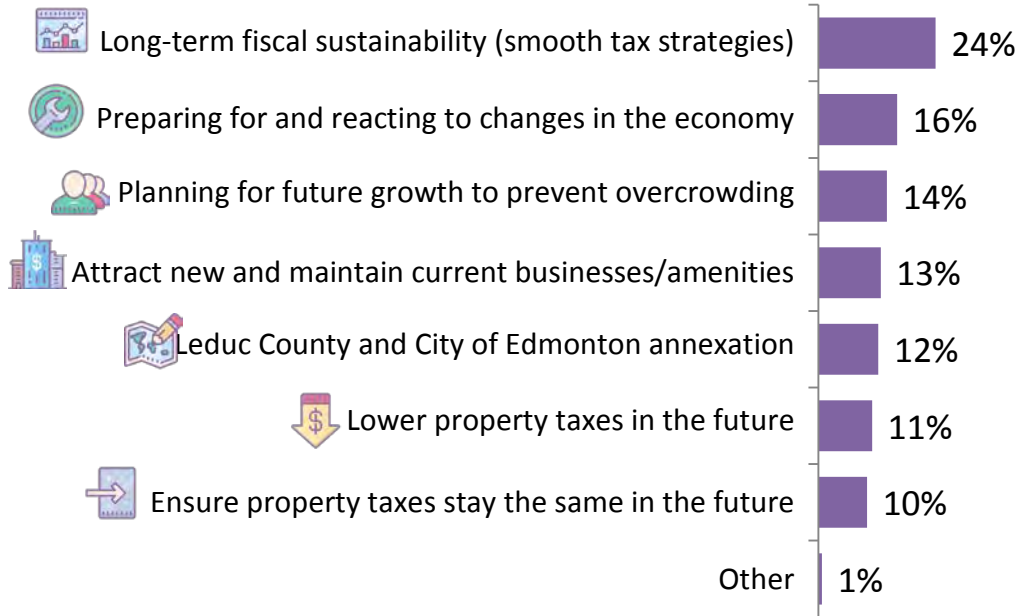 Long-term fiscal sustainability (smooth tax strategies) 24%
Preparing for and reacting to changes in the economy 16%
Planning for future growth to prevent overcrowding 14%
Attract new and maintain current businesses/amenities 13%
Leduc County and City of Edmonton annexation 12%
Lower property taxes in the future 11%
Ensure property taxes stay the same in the future 10%
Other 1%